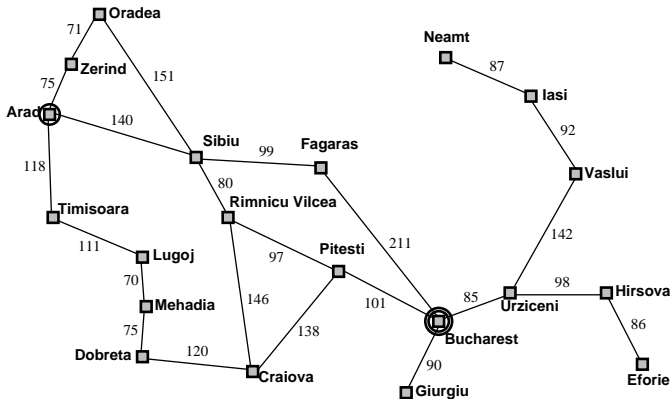 Oradea
71
Neamt
Zerind
87
151
75
Iasi
Arad
140
92
Sibiu
Fagaras
99
118
80
Vaslui
Rimnicu Vilcea
Timisoara
111
Pitesti
211
142
Lugoj
97
70
98
Hirsova
85
146
101
Urziceni
Mehadia
138
86
75
120
Bucharest
Dobreta
90
Craiova
Eforie
Giurgiu